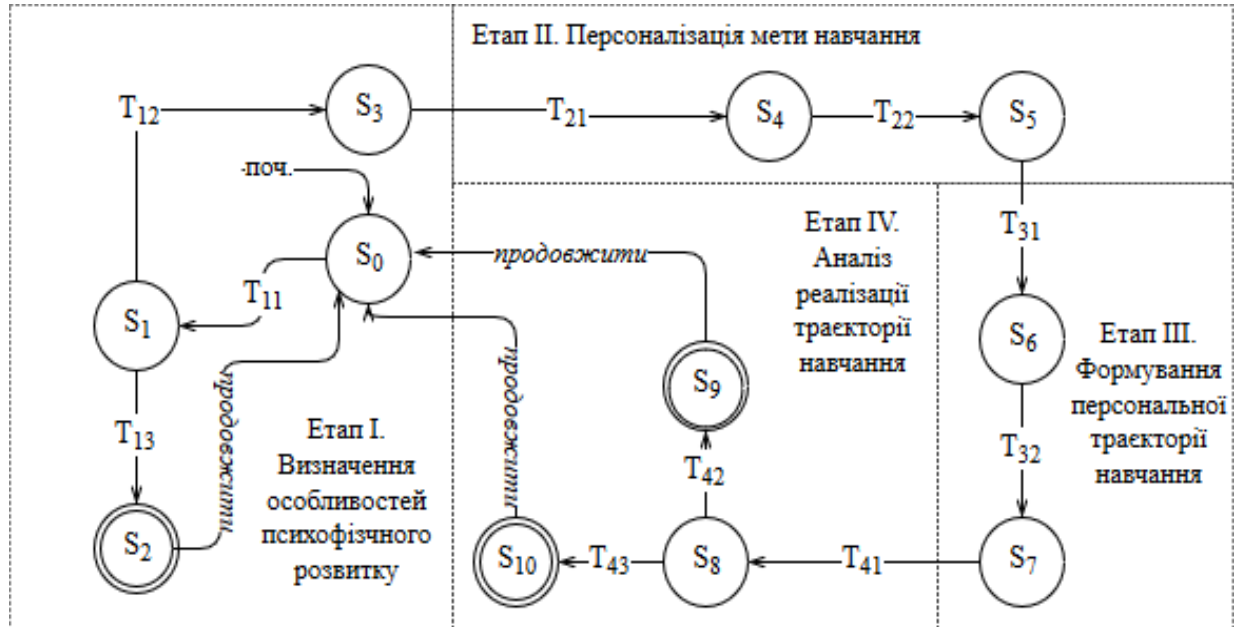 Етап II. Персоналізація мети навчання
T12
S3
T21
S4
T22
S5
поч.
S0
T11
S1
продовжити
T13
S2
продовжити
Етап I.
Визначення
особливостей
психофізчного
розвитку
продовжити
Етап IV.
Аналіз
реалізації
траєкторії
навчання
S9
T42
S10
T43
S8
T41
T31
S6
T32
S7
Етап III.
Формування
персональної
траєкторії
навчання